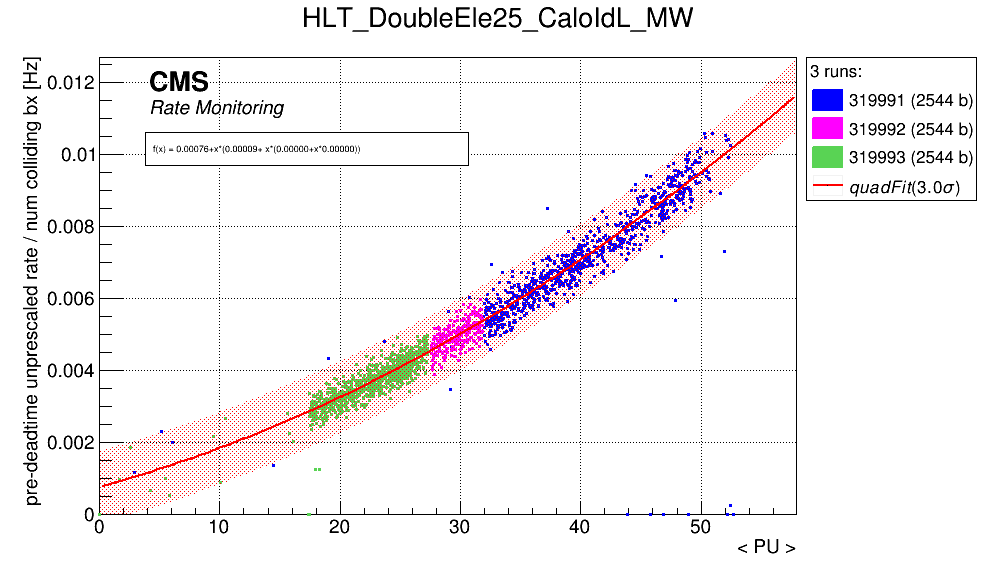 HLT_DoubleEle25_CaloIdL_MW
pre-deadtime unprescaled rate / num colliding bx [Hz]
0.012
0.01
0.008
0.006
0.004
0.002
0
CMS
Rate Monitoring
f(x) = 0.00076+x*(0.00009+ x*(0.00000+x*0.00000))
3 runs:
319991 (2544 b)
319992 (2544 b)
319993 (2544 b)
quadFit(3.0σ)
0 10 20 30 40 50
< PU >